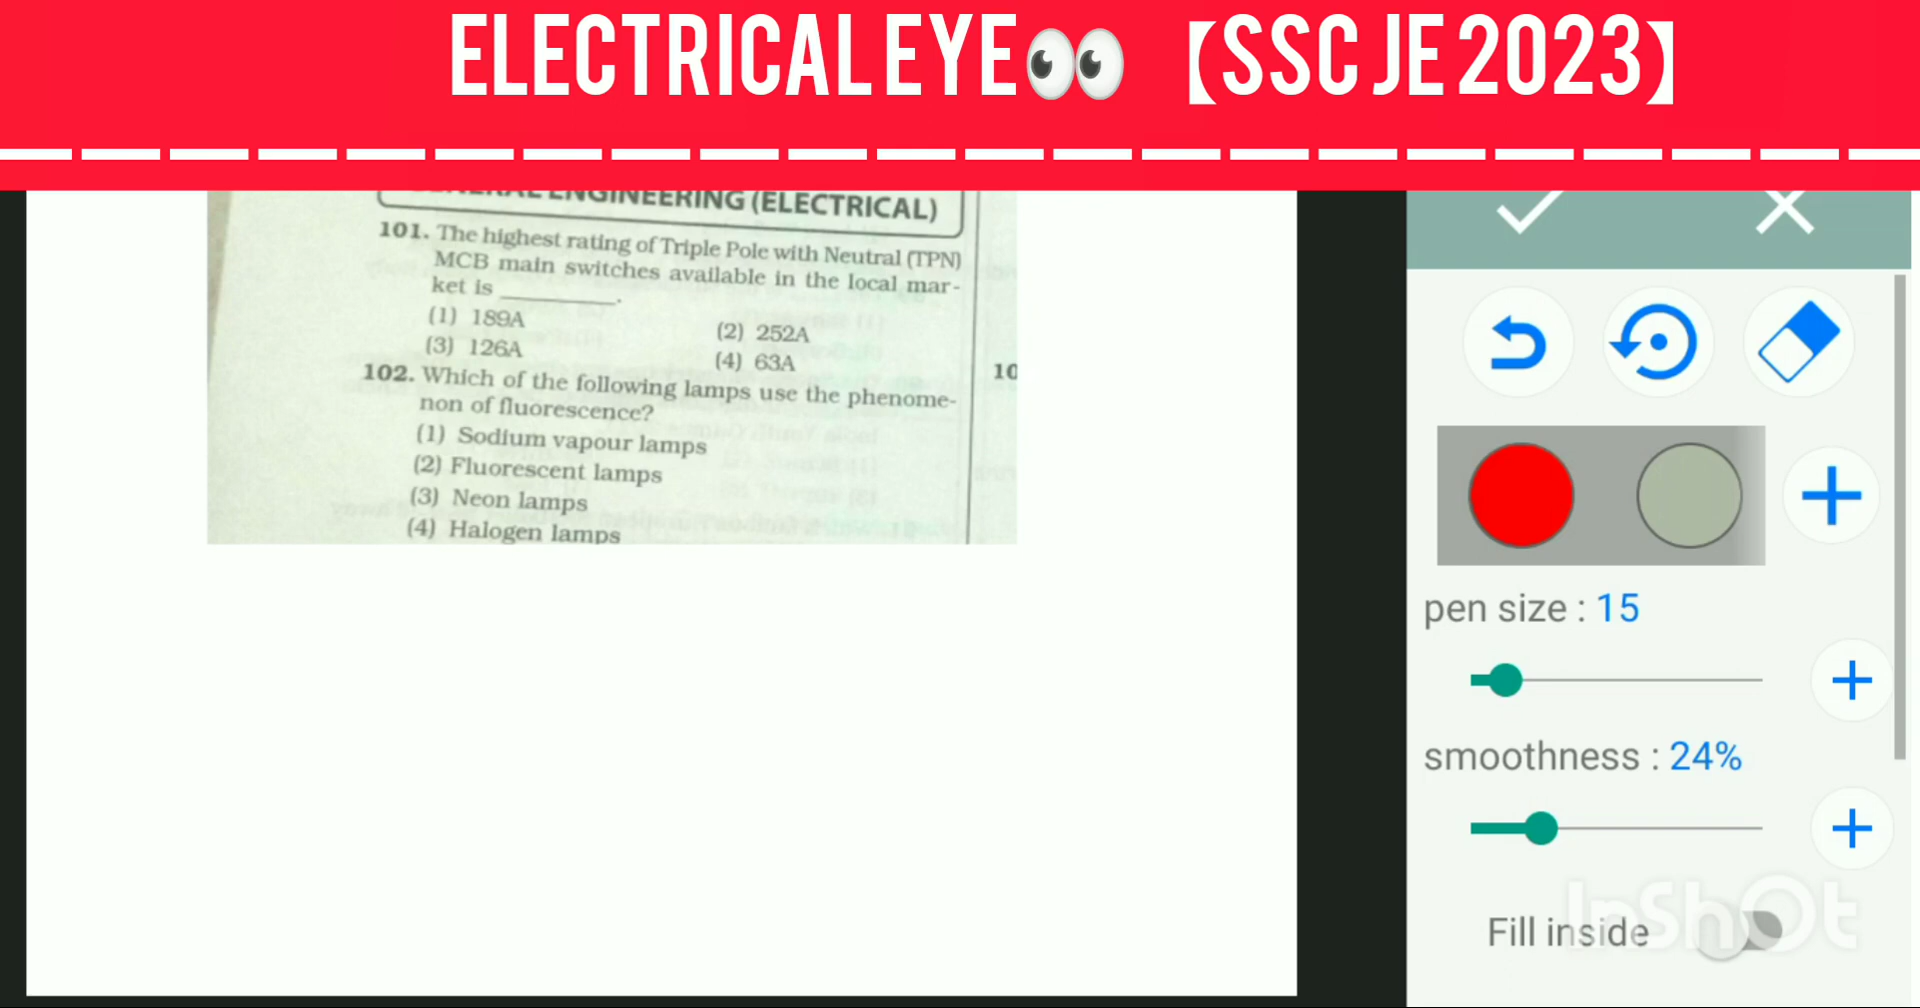 ELECTRICAL EYE👀 【SSC JE 2023】
GENERAL ENGINEERING (ELECTRICAL)
101. The highest rating of Triple Pole with Neutral (TPN)
MCB main switches available in the local mar-
ket is ________.
(1) 189A (2) 252A
(3) 126A (4) 63A
102. Which of the following lamps use the phenome-
non of fluorescence?
(1) Sodium vapour lamps
(2) Fluorescent lamps
(3) Neon lamps
(4) Halogen lamps
10
pen size : 15
smoothness : 24%
Fill inside
InShOt